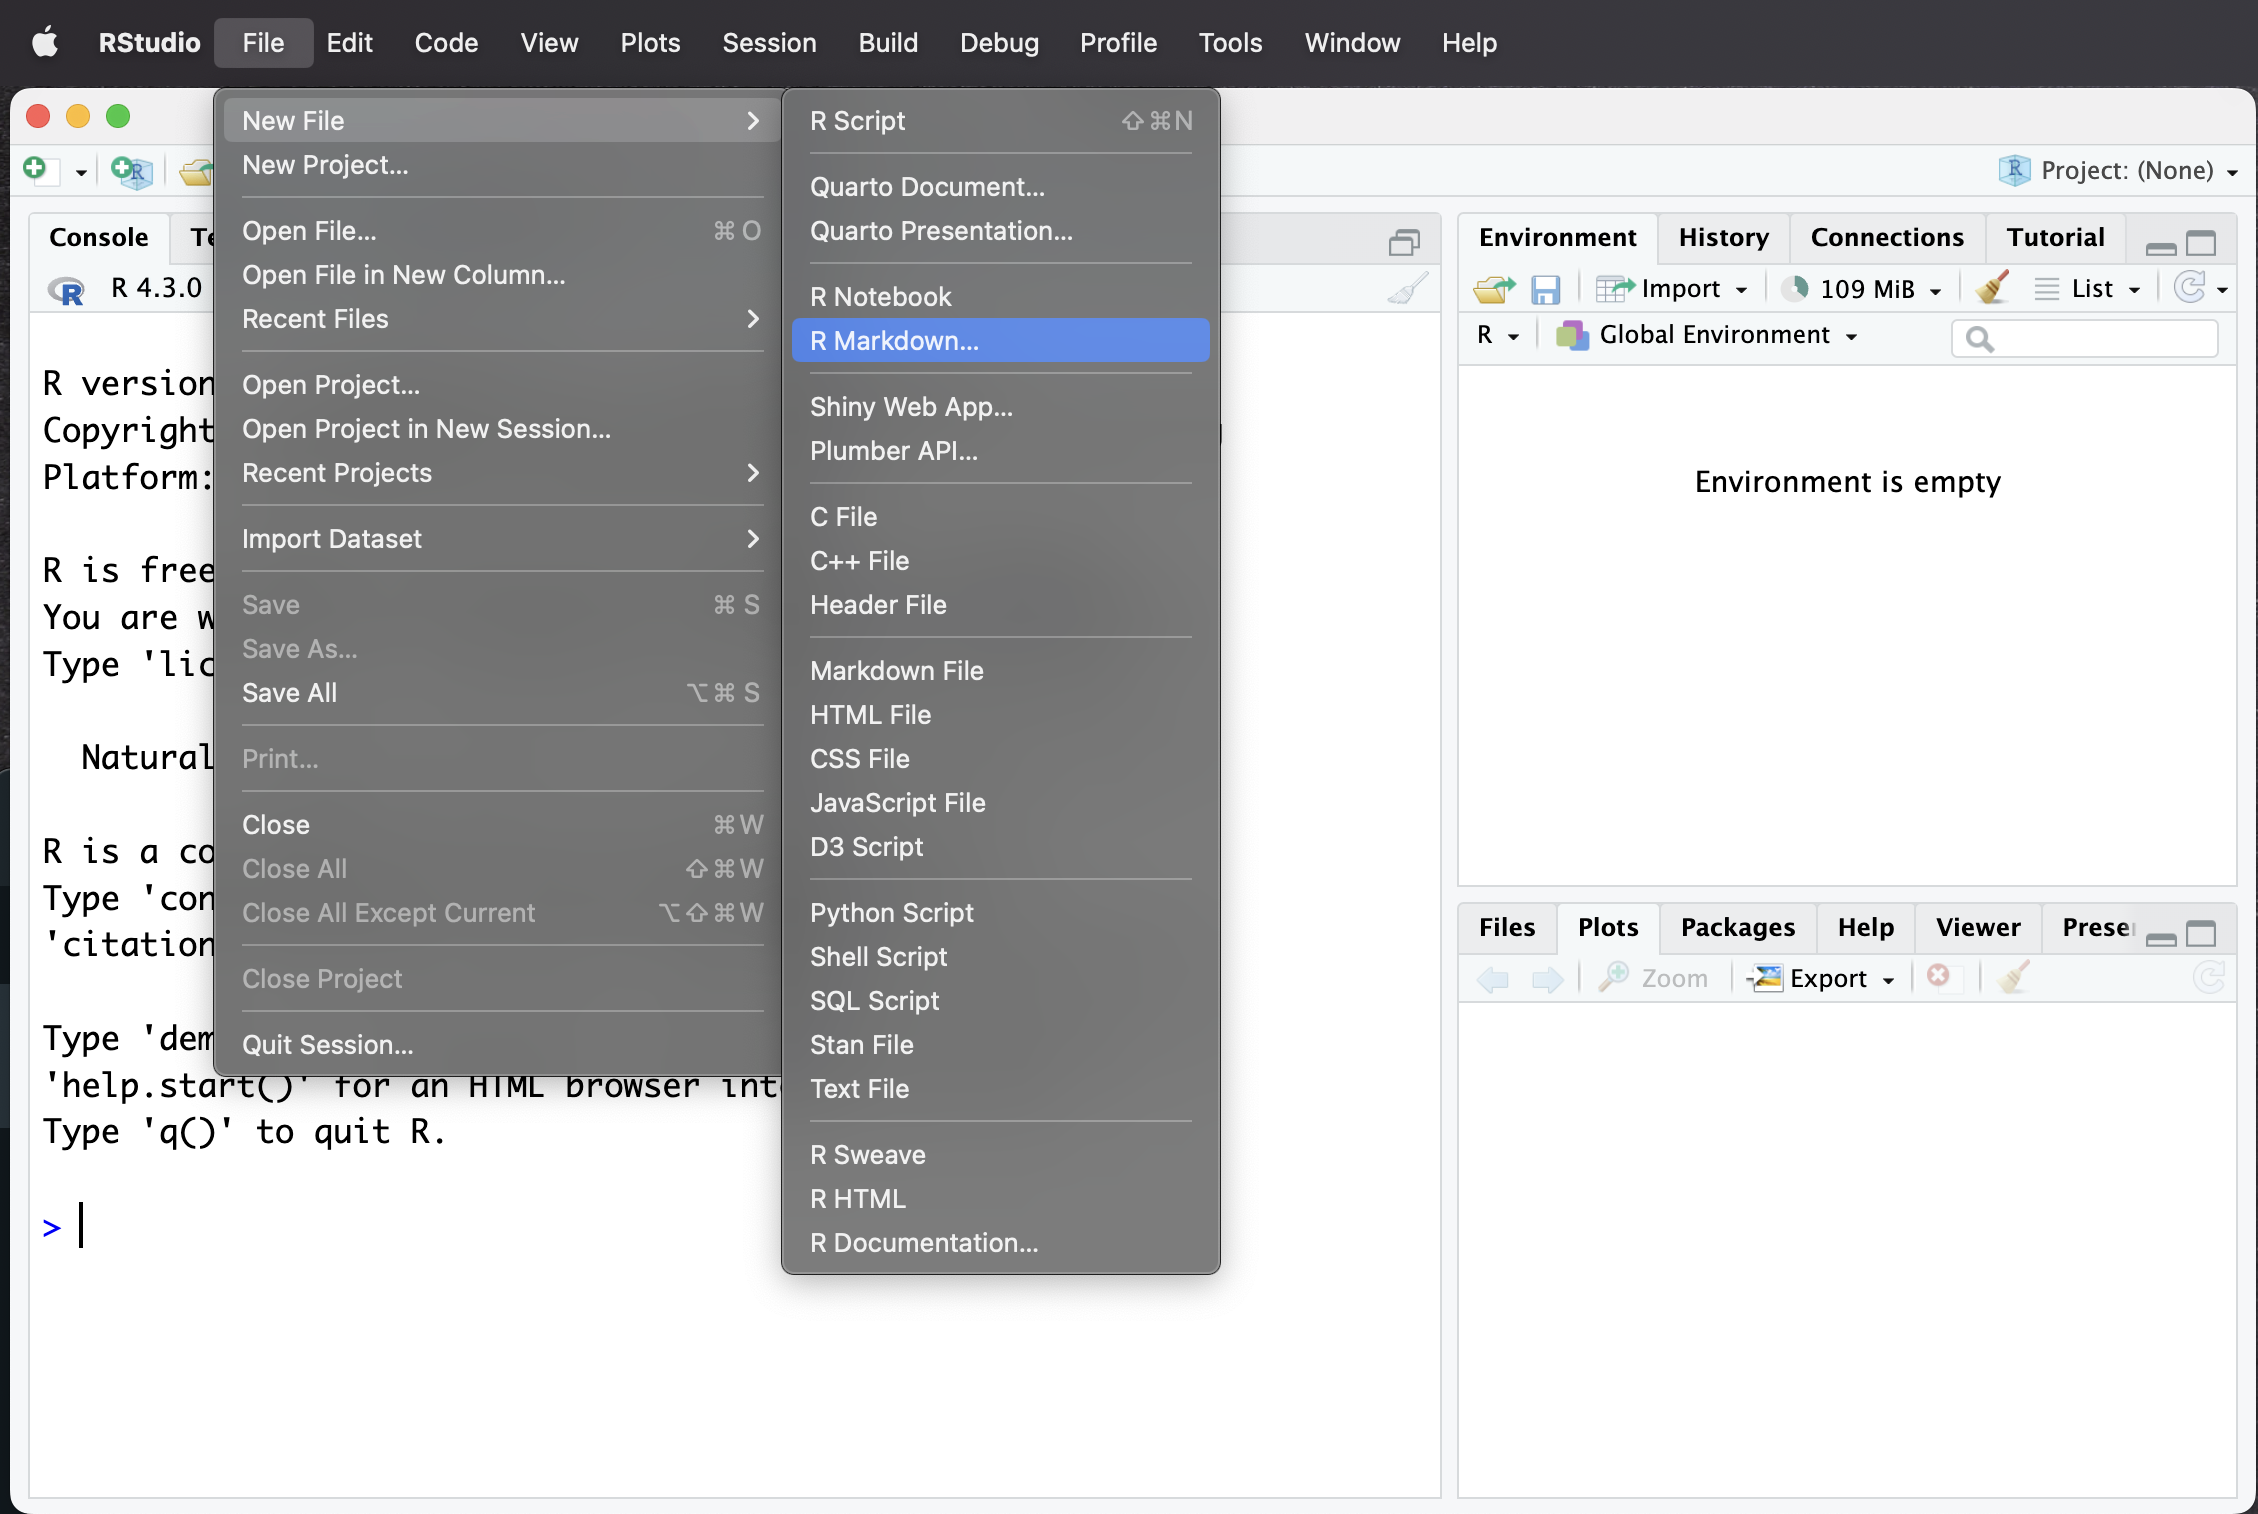 RStudio File Edit Code View Plots Session Build Debug Profile Tools Window Help
Project: (None)
New File
New Project...
Open File... ⌘ O
Open File in New Column...
Recent Files
Open Project...
Open Project in New Session...
Recent Projects
Import Dataset
Save ⌘ S
Save As...
Save All ⌥⌘ S
Print...
Close ⌘W
Close All ⇧⌘W
Close All Except Current ⌥⇧⌘W
Close Project
Quit Session...
R Script ⇧⌘N
Quarto Document...
Quarto Presentation...
R Notebook
R Markdown...
Shiny Web App...
Plumber API...
C File
C++ File
Header File
Markdown File
HTML File
CSS File
JavaScript File
D3 Script
Python Script
Shell Script
SQL Script
Stan File
Text File
R Sweave
R HTML
R Documentation...
Console
R 4.3.0
R version
Copyright
Platform:
R is free
You are
Type 'lic
Natural
R is a co
Type 'con
'citation
Type 'dem
'help.start()' for an HTML browser int
Type 'q()' to quit R.
>
Environment History Connections Tutorial
Import 109 MiB List
R Global Environment
Environment is empty
Files Plots Packages Help Viewer Prese
Zoom Export